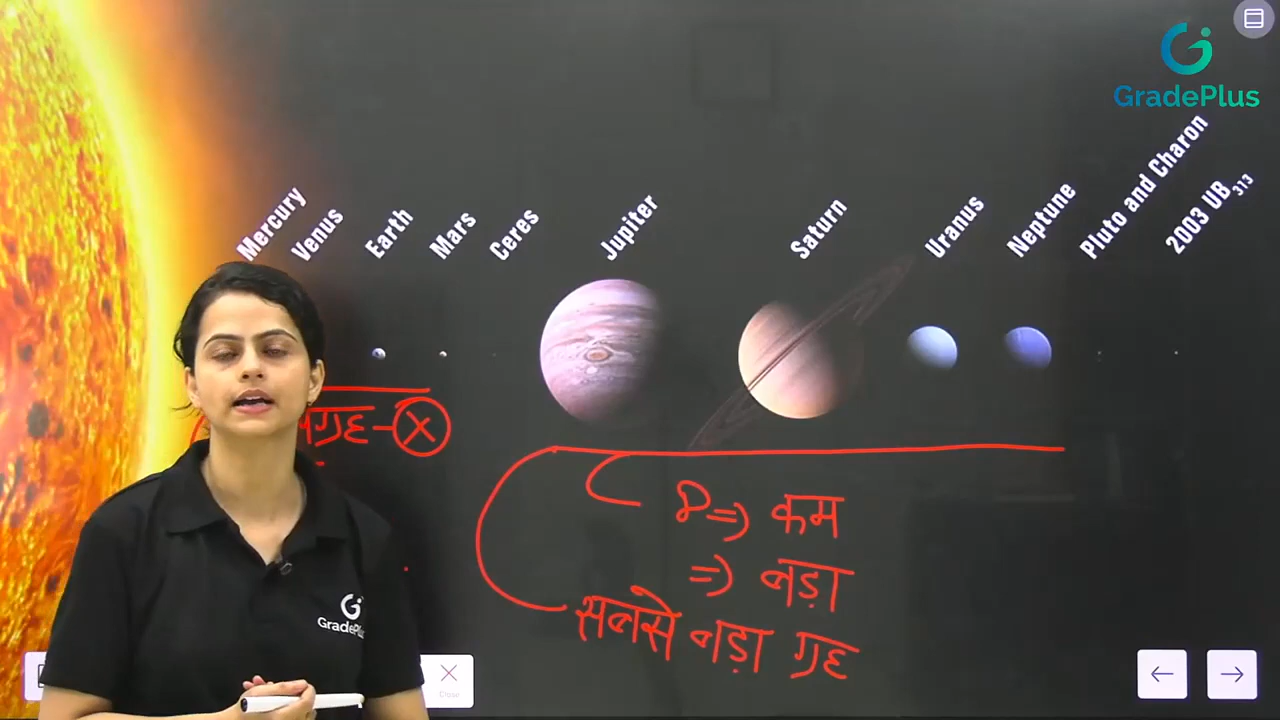 GradePlus
Mercury
Venus
Earth
Mars
Ceres
Jupiter
Saturn
Uranus
Neptune
Pluto and Charon
2003 UB313
ग्रह-X
D=> कम
=> बड़ा
सबसे बड़ा ग्रह
GradePlus
Close